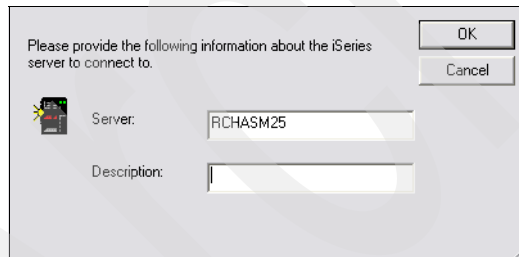 Please provide the following information about the iSeries
server to connect to.
OK
Cancel
Server:
RCHASM25
Description: